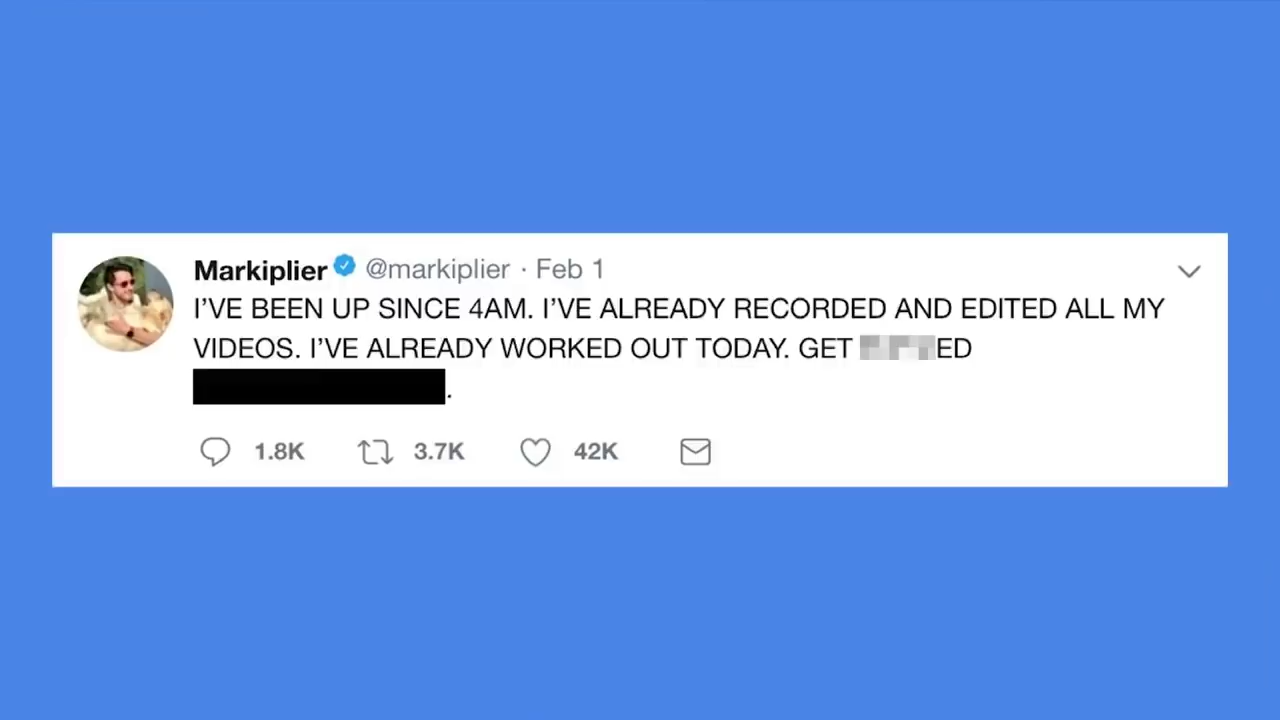 Markiplier @markiplier · Feb 1
I’VE BEEN UP SINCE 4AM. I’VE ALREADY RECORDED AND EDITED ALL MY
VIDEOS. I’VE ALREADY WORKED OUT TODAY. GET ED
.
1.8K 3.7K 42K